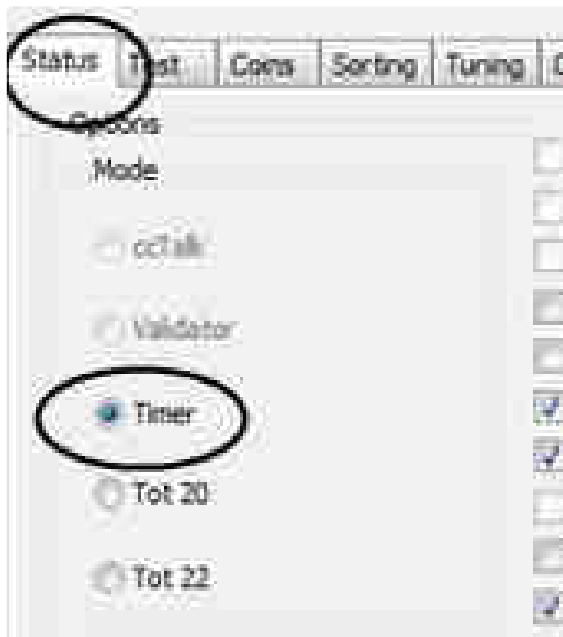 Status Test Coins Sorting Tuning
Options
Mode
ccTalk
Validator
Timer
Tot 20
Tot 22